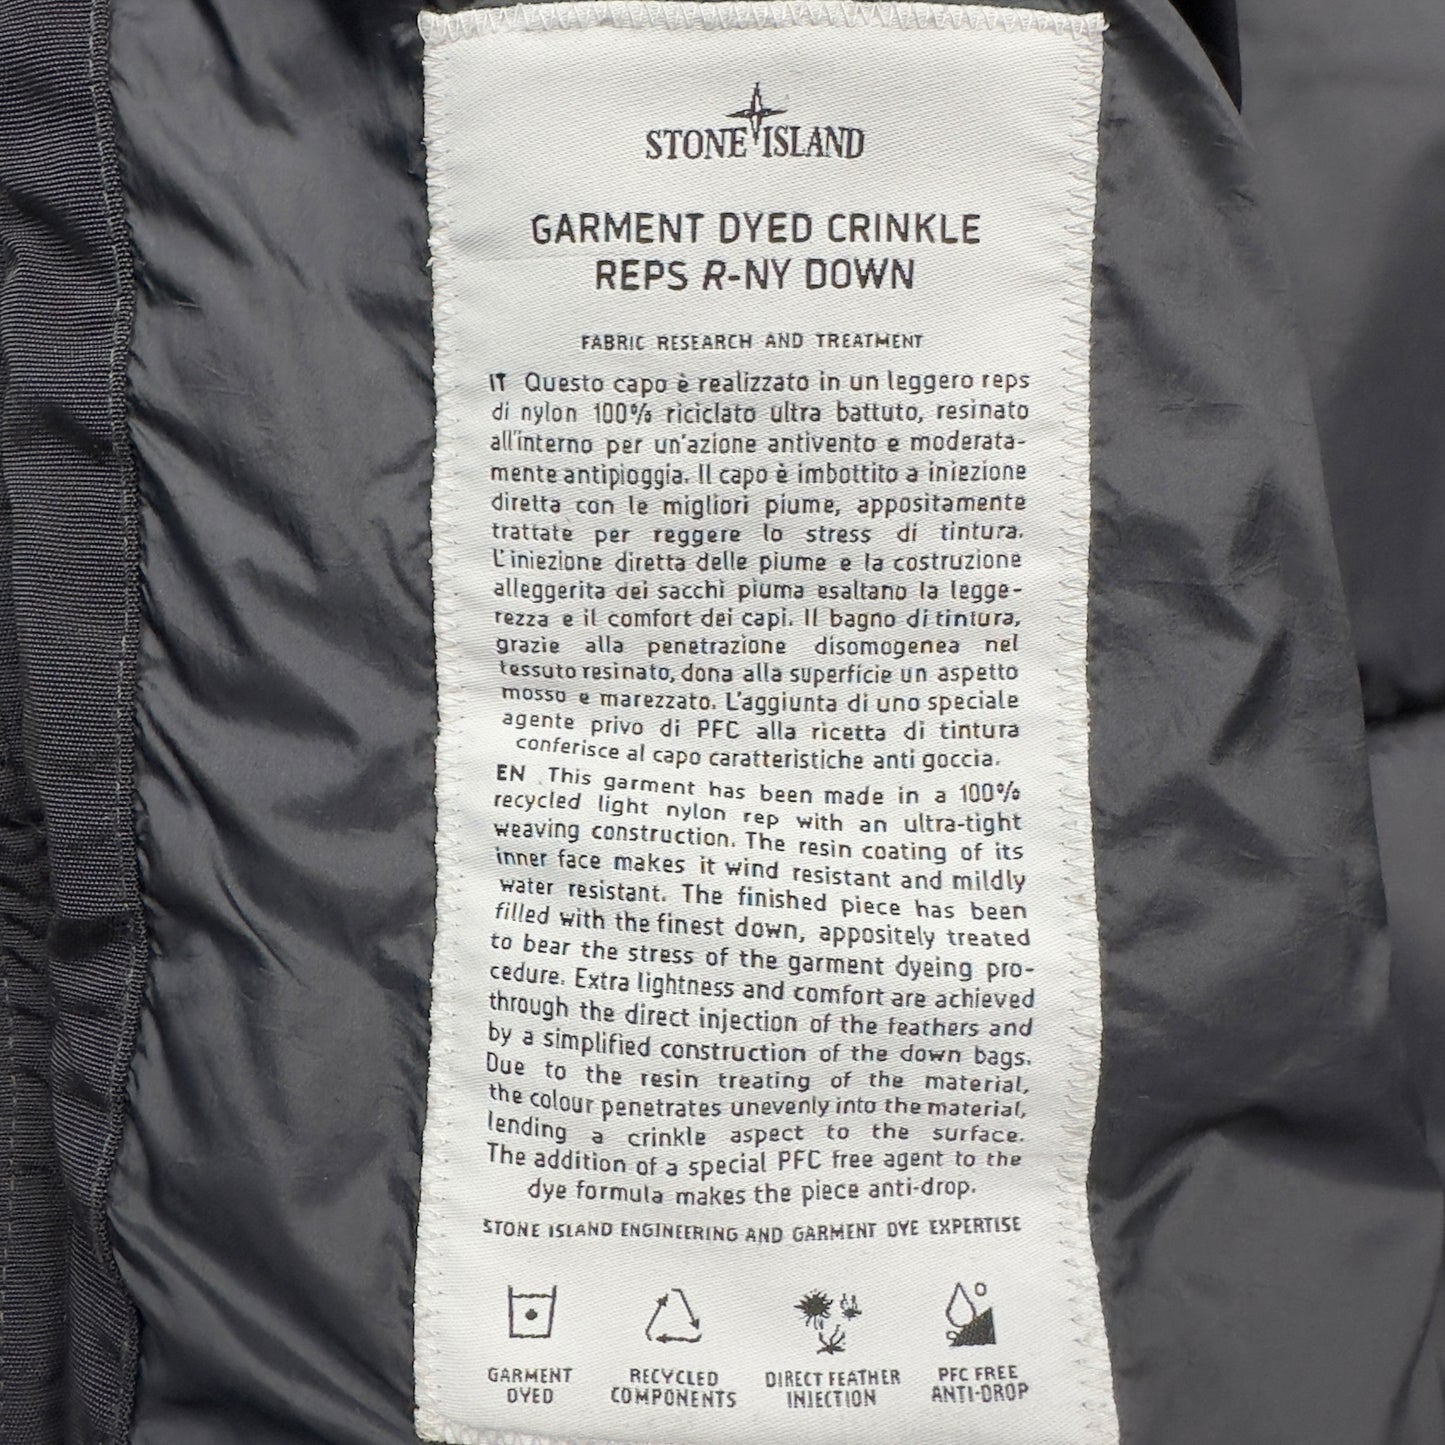 STONE ISLAND
GARMENT DYED CRINKLE
REPS R-NY DOWN
FABRIC RESEARCH AND TREATMENT
IT Questo capo è realizzato in un leggero reps
di nylon 100% riciclato ultra battuto, resinato
all'interno per un'azione antivento e moderata-
mente antipioggia. Il capo è imbottito a iniezione
diretta con le migliori piume, appositamente
trattate per reggere lo stress di tintura.
L'iniezione diretta delle piume e la costruzione
alleggerita dei sacchi piuma esaltano la legge-
rezza e il comfort dei capi. Il bagno di tintura,
grazie alla penetrazione disomogenea nel
tessuto resinato, dona alla superficie un aspetto
mosso e marezzato. L'aggiunta di uno speciale
agente privo di PFC alla ricetta di tintura
conferisce al capo caratteristiche anti goccia.
EN This garment has been made in a 100%
recycled light nylon rep with an ultra-tight
weaving construction. The resin coating of its
inner face makes it wind resistant and mildly
water resistant. The finished piece has been
filled with the finest down, appositely treated
to bear the stress of the garment dyeing pro-
cedure. Extra lightness and comfort are achieved
through the direct injection of the feathers and
by a simplified construction of the down bags.
Due to the resin treating of the material,
the colour penetrates unevenly into the material,
lending a crinkle aspect to the surface.
The addition of a special PFC free agent to the
dye formula makes the piece anti-drop.
STONE ISLAND ENGINEERING AND GARMENT DYE EXPERTISE
GARMENT DYED
RECYCLED COMPONENTS
DIRECT FEATHER INJECTION
PFC FREE ANTI-DROP